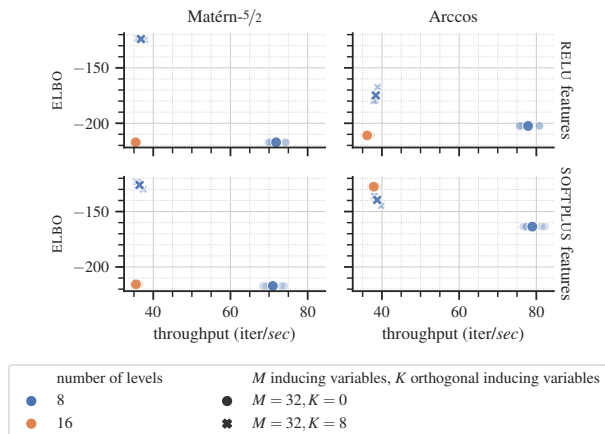 Matérn-5/2
Arccos
ELBO
−150
−200
RELU features
ELBO
−150
−200
SOFTPLUS features
40 60 80
40 60 80
throughput (iter/sec)
throughput (iter/sec)
number of levels
M inducing variables, K orthogonal inducing variables
8
M = 32, K = 0
16
M = 32, K = 8